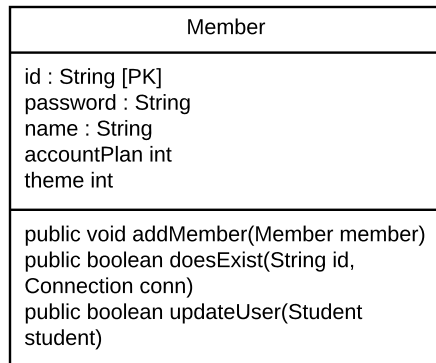 Member
id : String [PK]
password : String
name : String
accountPlan int
theme int
public void addMember(Member member)
public boolean doesExist(String id,
Connection conn)
public boolean updateUser(Student
student)